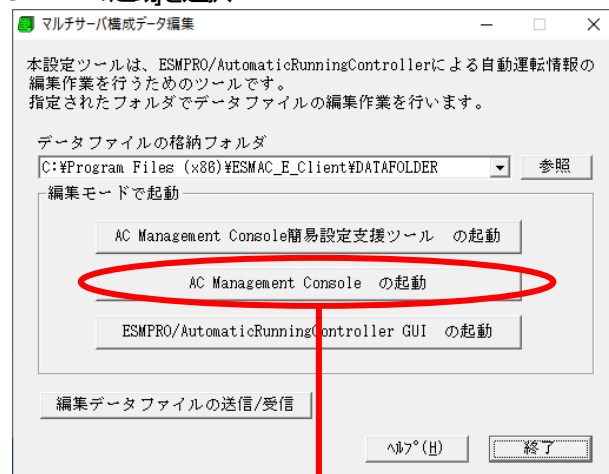 マルチサーバ構成データ編集
本設定ツールは、ESMPRO/AutomaticRunningControllerによる自動運転情報の
編集作業を行うためのツールです。
指定されたフォルダでデータファイルの編集作業を行います。
データファイルの格納フォルダ
C:¥Program Files (x86)¥ESMAC_E_Client¥DATAFOLDER 参照
編集モードで起動
AC Management Console簡易設定支援ツール の起動
AC Management Console の起動
ESMPRO/AutomaticRunningController GUI の起動
編集データファイルの送信/受信
ﾍﾙﾌﾟ(H) 終了